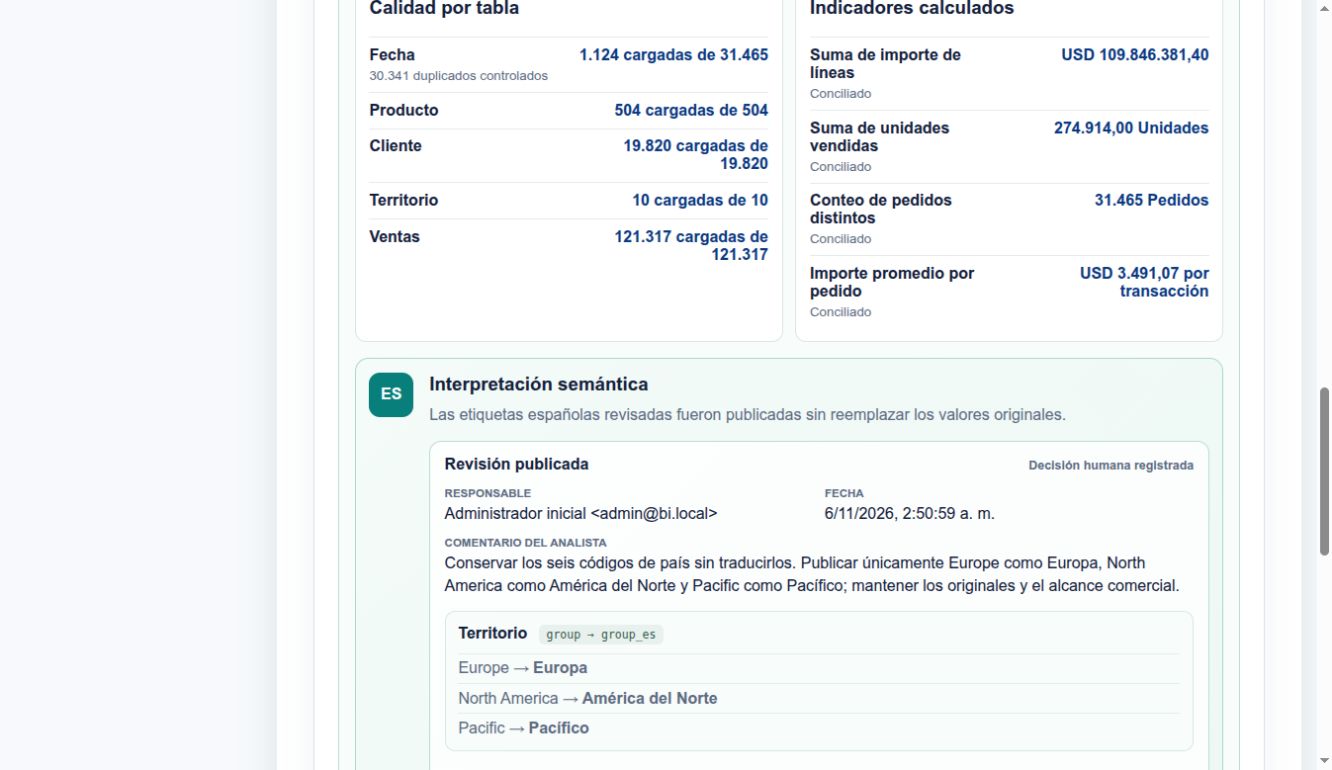 Calidad por tabla
Fecha
1.124 cargadas de 31.465
30.341 duplicados controlados
Producto
504 cargadas de 504
Cliente
19.820 cargadas de
19.820
Territorio
10 cargadas de 10
Ventas
121.317 cargadas de
121.317
Indicadores calculados
Suma de importe de
líneas
USD 109.846.381,40
Conciliado
Suma de unidades
vendidas
274.914,00 Unidades
Conciliado
Conteo de pedidos
distintos
31.465 Pedidos
Conciliado
Importe promedio por
pedido
USD 3.491,07 por
transacción
Conciliado
ES
Interpretación semántica
Las etiquetas españolas revisadas fueron publicadas sin reemplazar los valores originales.
Revisión publicada
Decisión humana registrada
RESPONSABLE
Administrador inicial <admin@bi.local>
FECHA
6/11/2026, 2:50:59 a. m.
COMENTARIO DEL ANALISTA
Conservar los seis códigos de país sin traducirlos. Publicar únicamente Europe como Europa, North
America como América del Norte y Pacific como Pacífico; mantener los originales y el alcance comercial.
Territorio group → group_es
Europe → Europa
North America → América del Norte
Pacific → Pacífico